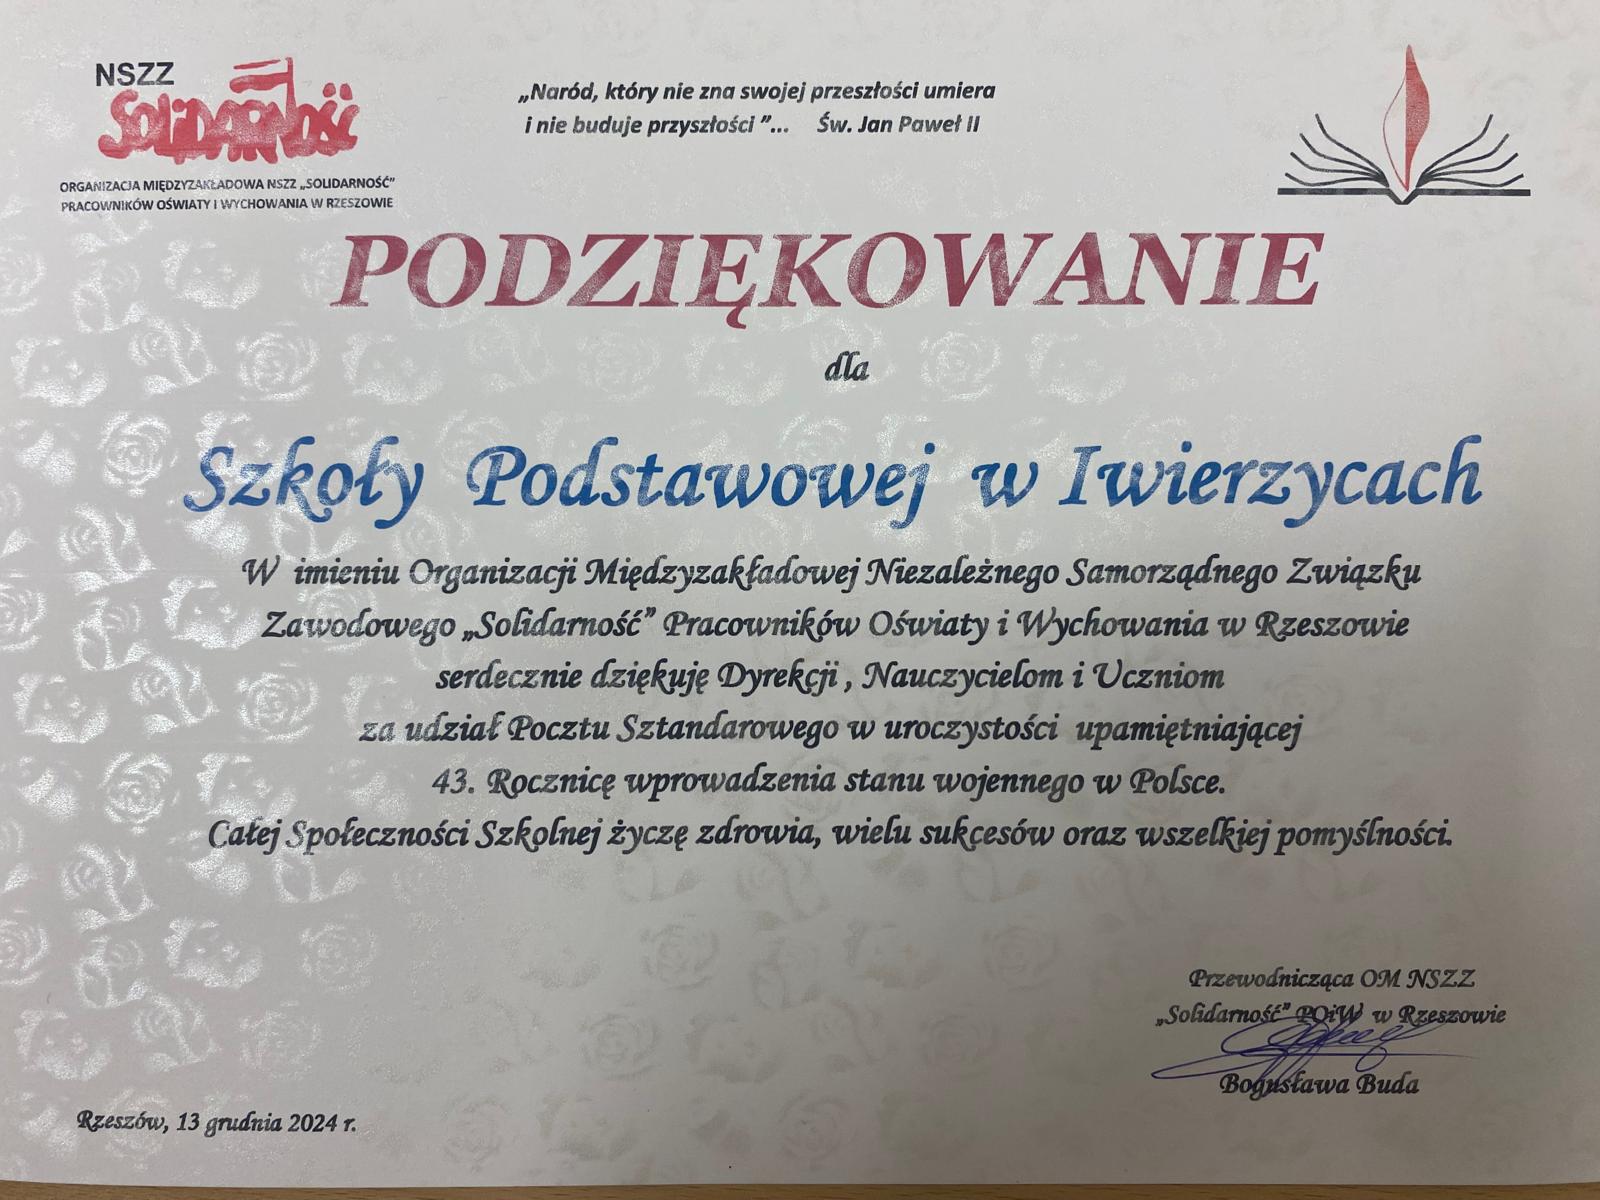 NSZZ
Solidarność
ORGANIZACJA MIĘDZYZAKŁADOWA NSZZ „SOLIDARNOŚĆ”
PRACOWNIKÓW OŚWIATY I WYCHOWANIA W RZESZOWIE
„Naród, który nie zna swojej przeszłości umiera
i nie buduje przyszłości ”... Św. Jan Paweł II
PODZIĘKOWANIE
dla
Szkoły Podstawowej w Iwierzycach
W imieniu Organizacji Międzyzakładowej Niezależnego Samorządnego Związku
Zawodowego „Solidarność” Pracowników Oświaty i Wychowania w Rzeszowie
serdecznie dziękuję Dyrekcji , Nauczycielom i Uczniom
za udział Pocztu Sztandarowego w uroczystości upamiętniającej
43. Rocznicę wprowadzenia stanu wojennego w Polsce.
Całej Społeczności Szkolnej życzę zdrowia, wielu sukcesów oraz wszelkiej pomyślności.
Przewodnicząca OM NSZZ
„Solidarność” POiW w Rzeszowie
Bogusława Buda
Rzeszów, 13 grudnia 2024 r.